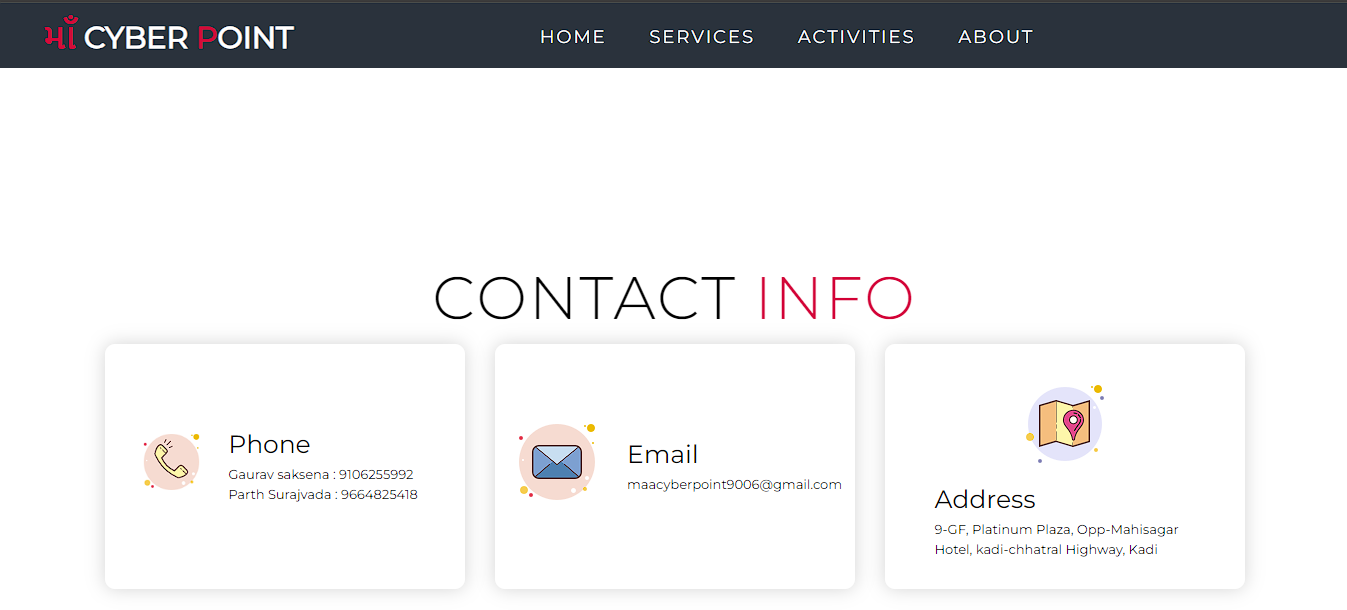 માઁ CYBER POINT
HOME SERVICES ACTIVITIES ABOUT
CONTACT INFO
Phone
Gaurav saksena : 9106255992
Parth Surajvada : 9664825418
Email
maacyberpoint9006@gmail.com
Address
9-GF, Platinum Plaza, Opp-Mahisagar
Hotel, kadi-chhatral Highway, Kadi